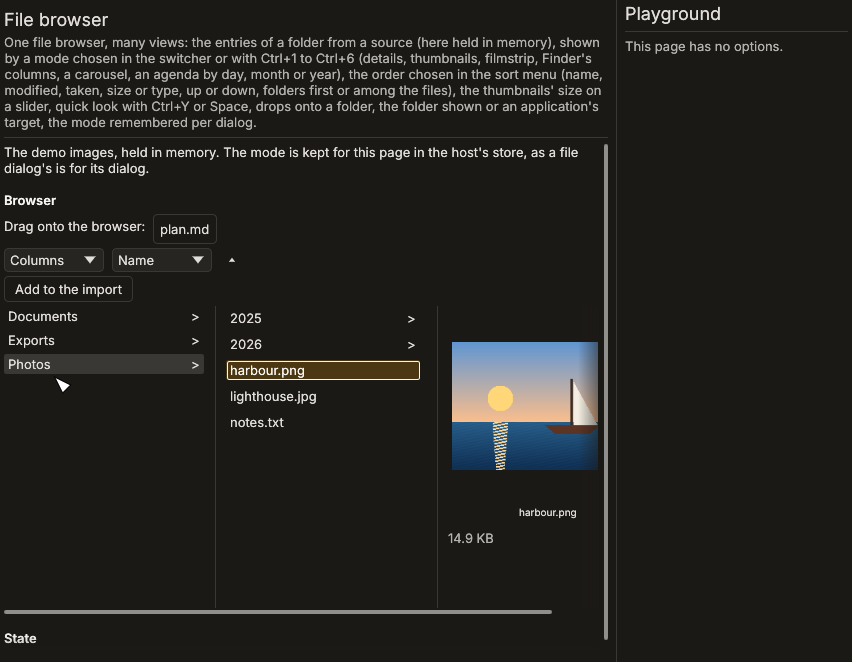 File browser
One file browser, many views: the entries of a folder from a source (here held in memory), shown
by a mode chosen in the switcher or with Ctrl+1 to Ctrl+6 (details, thumbnails, filmstrip, Finder's
columns, a carousel, an agenda by day, month or year), the order chosen in the sort menu (name,
modified, taken, size or type, up or down, folders first or among the files), the thumbnails' size on
a slider, quick look with Ctrl+Y or Space, drops onto a folder, the folder shown or an application's
target, the mode remembered per dialog.
The demo images, held in memory. The mode is kept for this page in the host's store, as a file
dialog's is for its dialog.
Browser
Drag onto the browser: plan.md
Columns Name
Add to the import
Documents >
Exports >
Photos >
2025 >
2026 >
harbour.png
lighthouse.jpg
notes.txt
harbour.png
14.9 KB
State
Playground
This page has no options.